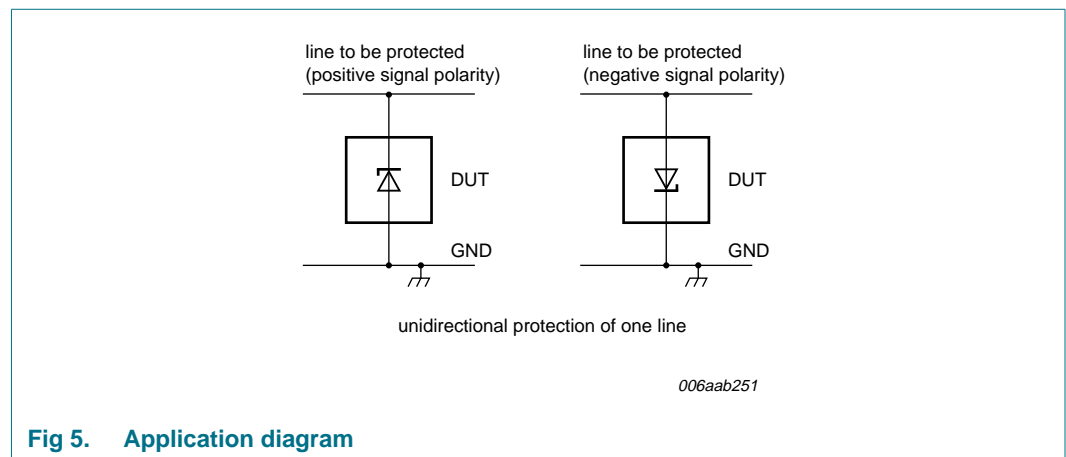 line to be protected
(positive signal polarity)
line to be protected
(negative signal polarity)
DUT
DUT
GND
GND
unidirectional protection of one line
006aab251
Fig 5. Application diagram